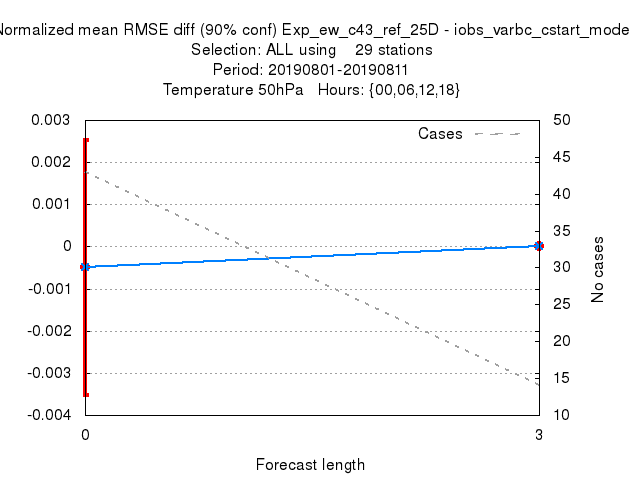 Normalized mean RMSE diff (90% conf) Exp_ew_c43_ref_25D - iobs_varbc_cstart_mode
Selection: ALL using 29 stations
Period: 20190801-20190811
Temperature 50hPa Hours: {00,06,12,18}
Cases
0.003
0.002
0.001
0
-0.001
-0.002
-0.003
-0.004
50
45
40
35
30
25
20
15
10
No cases
0
3
Forecast length